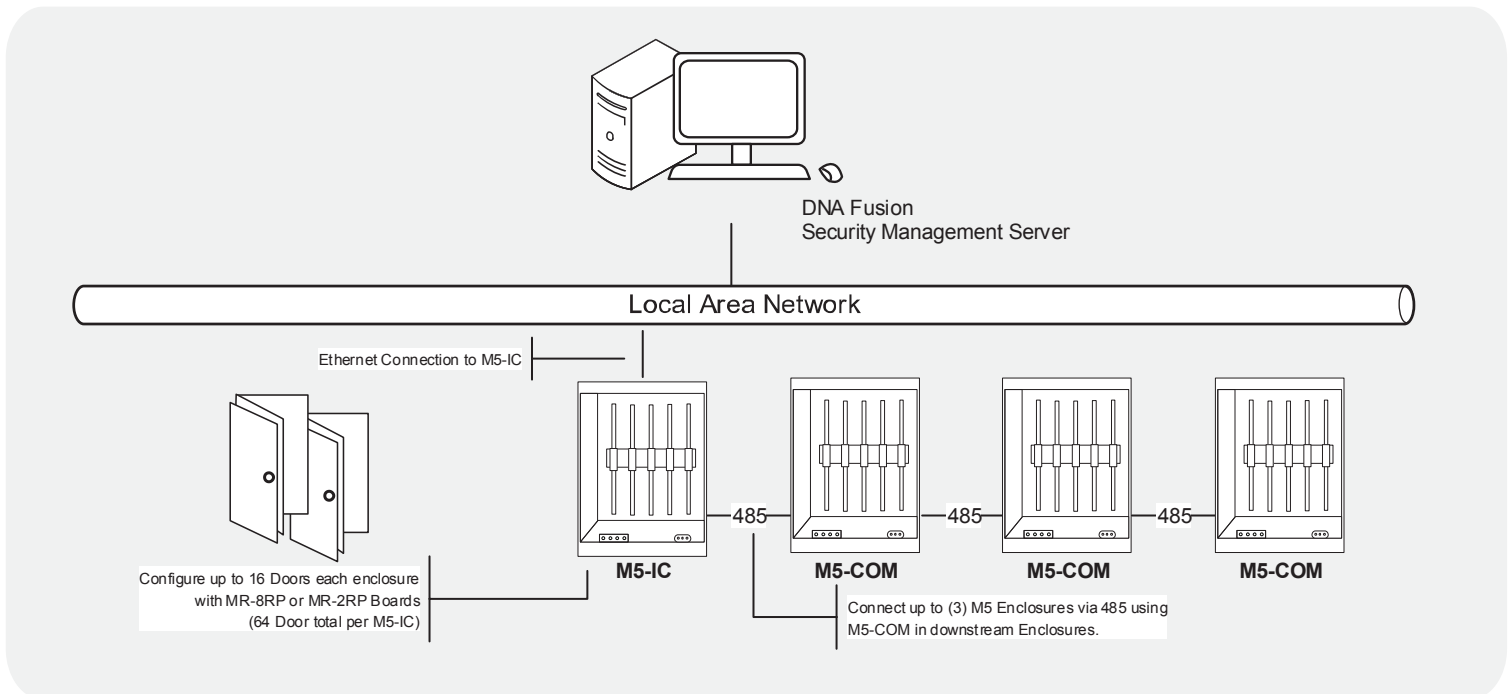 DNA Fusion
Security Management Server
Local Area Network
Ethernet Connection to M5-IC
485
485
485
M5-IC
M5-COM
M5-COM
M5-COM
Configure up to 16 Doors each enclosure
with MR-8RP or MR-2RP Boards
(64 Door total per M5-IC)
Connect up to (3) M5 Enclosures via 485 using
M5-COM in downstream Enclosures.